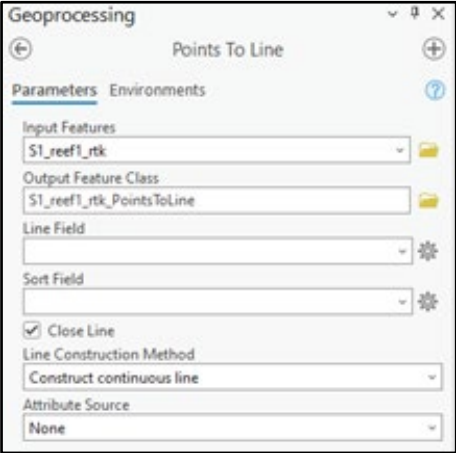 Geoprocessing
Points To Line
Parameters Environments
?
Input Features
S1_reef1_rtk
Output Feature Class
S1_reef1_rtk_PointsToLine
Line Field
Sort Field
Close Line
Line Construction Method
Construct continuous line
Attribute Source
None